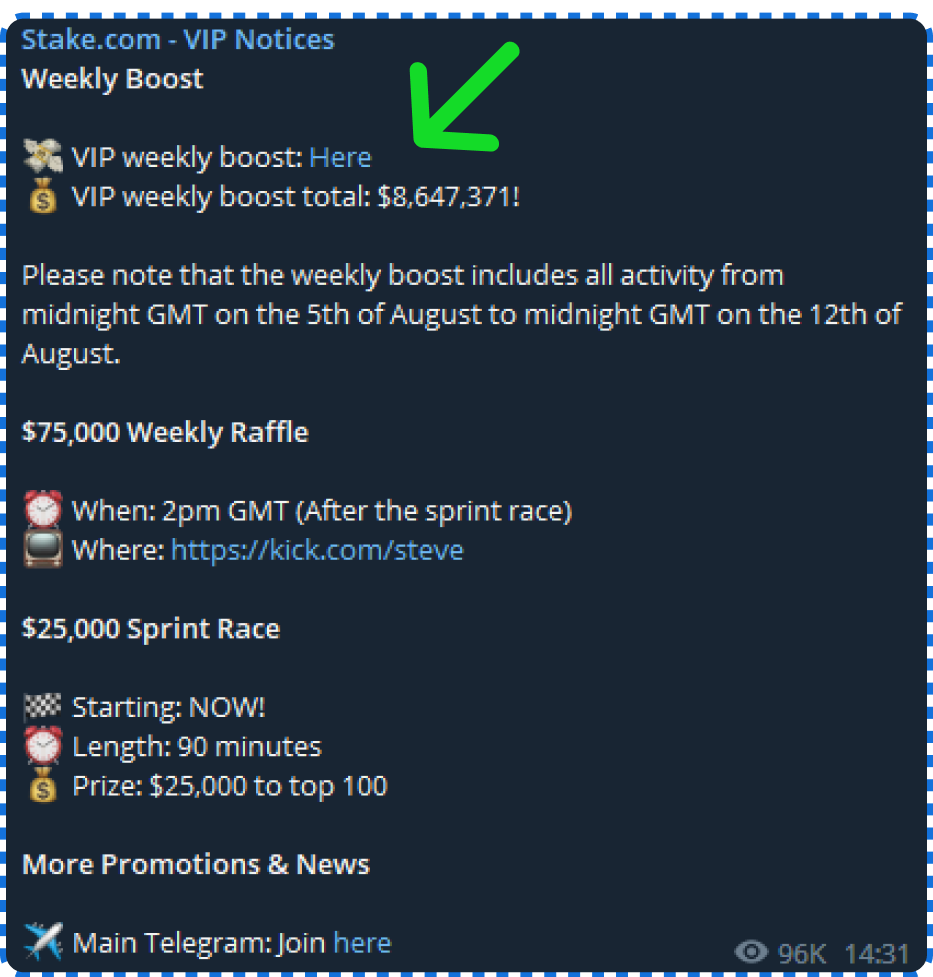 Stake.com - VIP Notices
Weekly Boost
VIP weekly boost: Here
VIP weekly boost total: $8,647,371!
Please note that the weekly boost includes all activity from
midnight GMT on the 5th of August to midnight GMT on the 12th of
August.
$75,000 Weekly Raffle
When: 2pm GMT (After the sprint race)
Where: https://kick.com/steve
$25,000 Sprint Race
Starting: NOW!
Length: 90 minutes
Prize: $25,000 to top 100
More Promotions & News
Main Telegram: Join here
96K 14:31